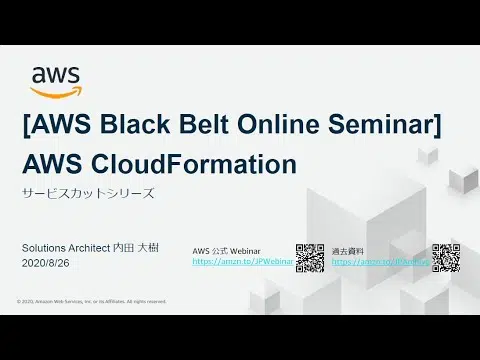 aws
[AWS Black Belt Online Seminar]
AWS CloudFormation
サービスカットシリーズ
Solutions Architect 内田 大樹
2020/8/26
AWS 公式 Webinar
https://amzn.to/JPWebinar
過去資料
https://amzn.to/JPArchive
© 2020, Amazon Web Services, Inc. or its Affiliates. All rights reserved.